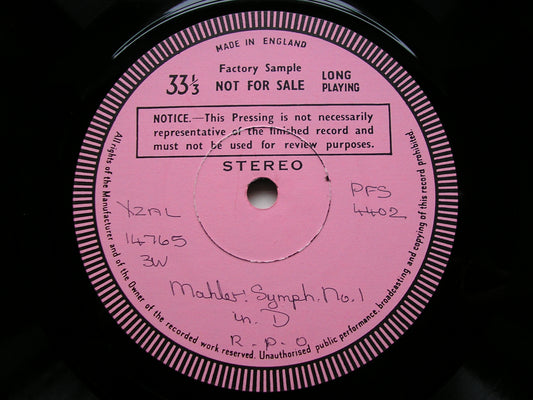 MADE IN ENGLAND
Factory Sample
33⅓ NOT FOR SALE LONG PLAYING
NOTICE.—This Pressing is not necessarily
representative of the finished record and
must not be used for review purposes.
STEREO
XZAL
14765
3W
PFS
4402
Mahler: Symph. No. 1
in D
R.P.O
All rights of the Manufacturer and of the Owner of the recorded work reserved. Unauthorised public performance, broadcasting and copying of this record prohibited.